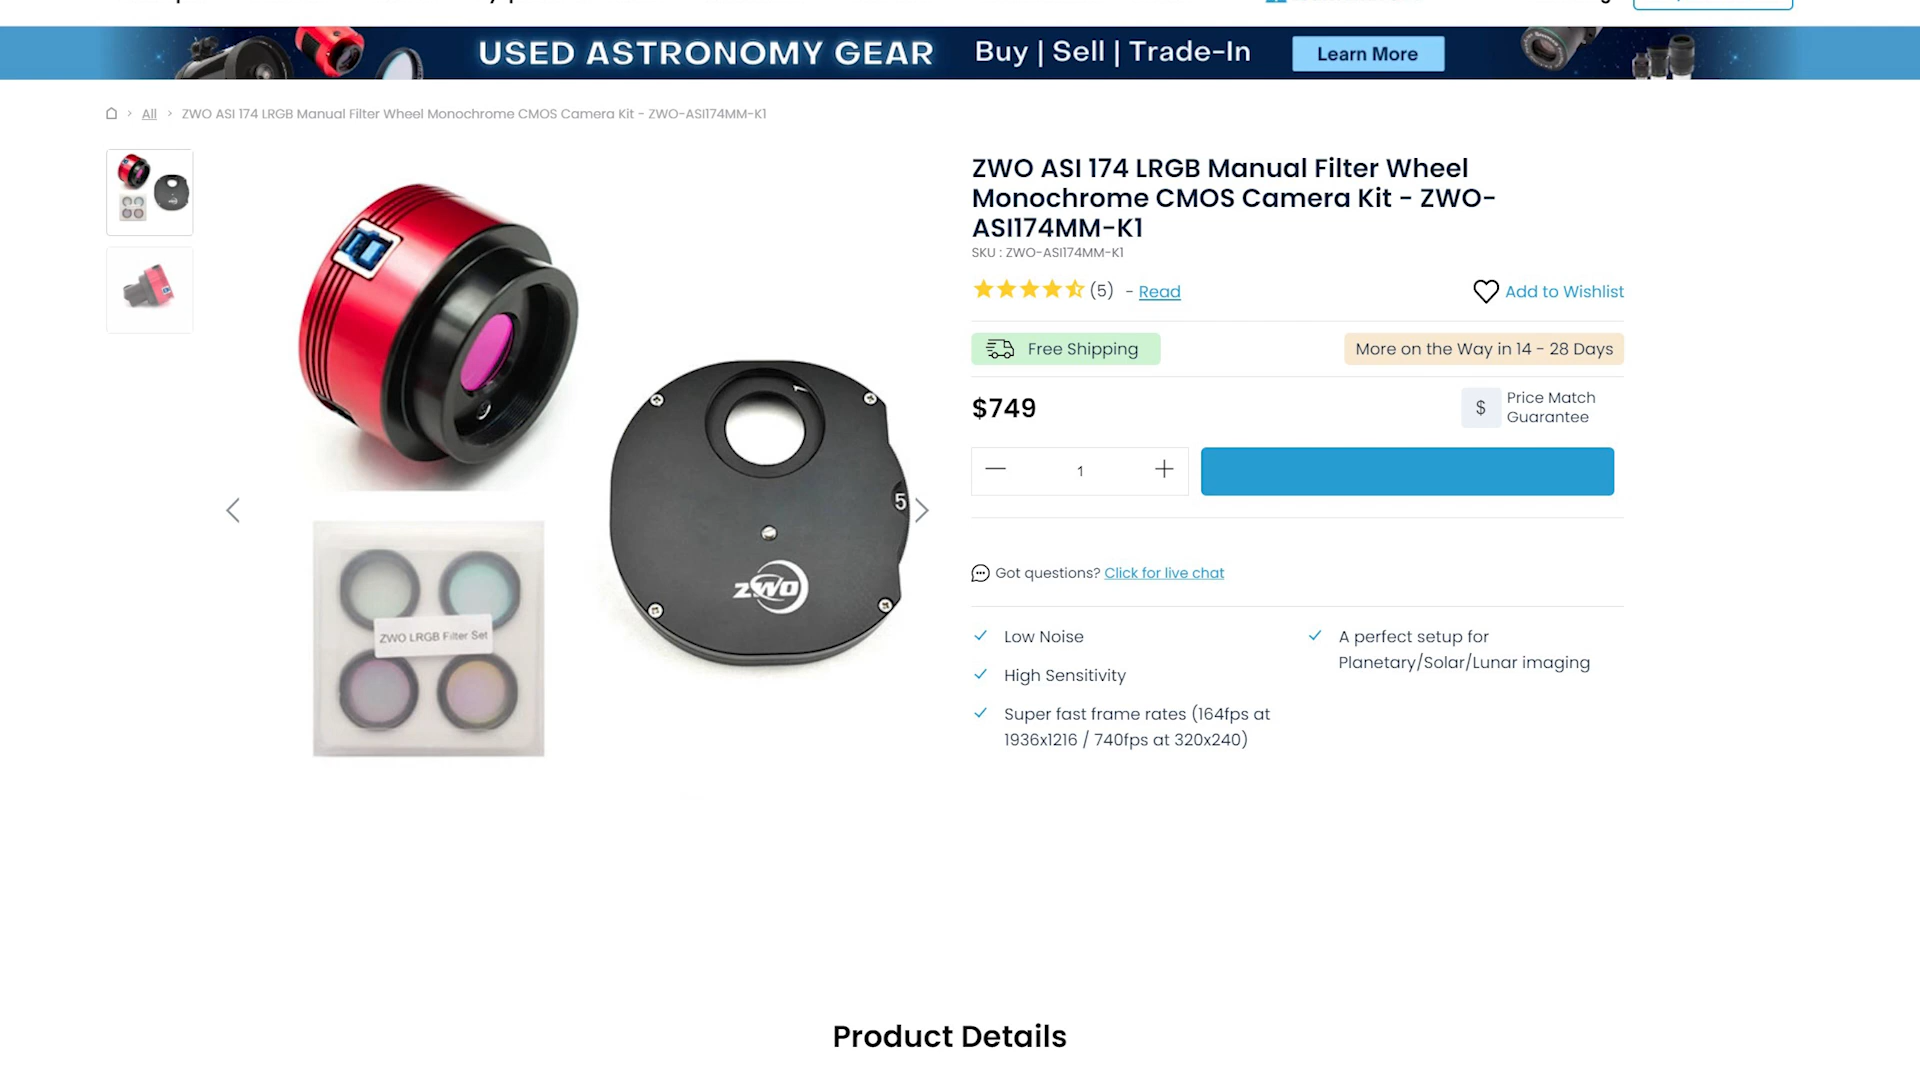 USED ASTRONOMY GEAR Buy | Sell | Trade-In Learn More
All > ZWO ASI 174 LRGB Manual Filter Wheel Monochrome CMOS Camera Kit - ZWO-ASI174MM-K1
ZWO ASI 174 LRGB Manual Filter Wheel
Monochrome CMOS Camera Kit - ZWO-
ASI174MM-K1
SKU : ZWO-ASI174MM-K1
(5) - Read
Add to Wishlist
Free Shipping
More on the Way in 14 - 28 Days
$749
$ Price Match
Guarantee
1
Got questions? Click for live chat
Low Noise
High Sensitivity
Super fast frame rates (164fps at
1936x1216 / 740fps at 320x240)
A perfect setup for
Planetary/Solar/Lunar imaging
1
5
ZWO
ZWO LRGB Filter Set
Product Details